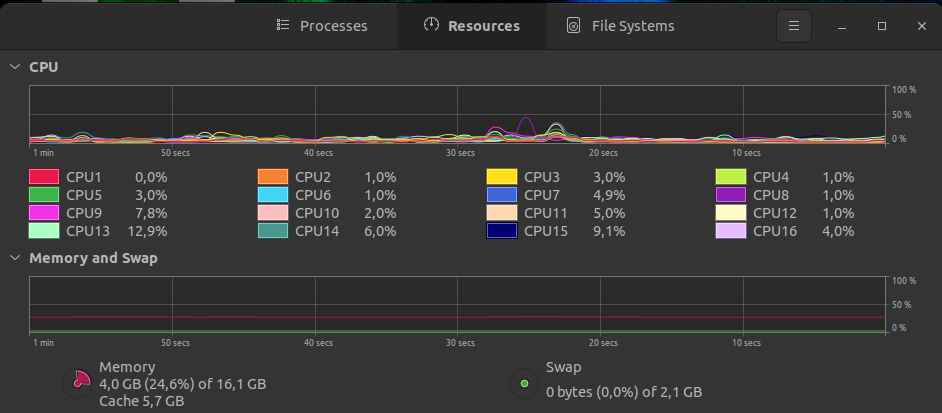 Processes Resources File Systems
CPU
100 %
50 %
0 %
1 min 50 secs 40 secs 30 secs 20 secs 10 secs
CPU1 0,0% CPU2 1,0% CPU3 3,0% CPU4 1,0%
CPU5 3,0% CPU6 1,0% CPU7 4,9% CPU8 1,0%
CPU9 7,8% CPU10 2,0% CPU11 5,0% CPU12 1,0%
CPU13 12,9% CPU14 6,0% CPU15 9,1% CPU16 4,0%
Memory and Swap
100 %
50 %
0 %
1 min 50 secs 40 secs 30 secs 20 secs 10 secs
Memory
4,0 GB (24,6%) of 16,1 GB
Cache 5,7 GB
Swap
0 bytes (0,0%) of 2,1 GB